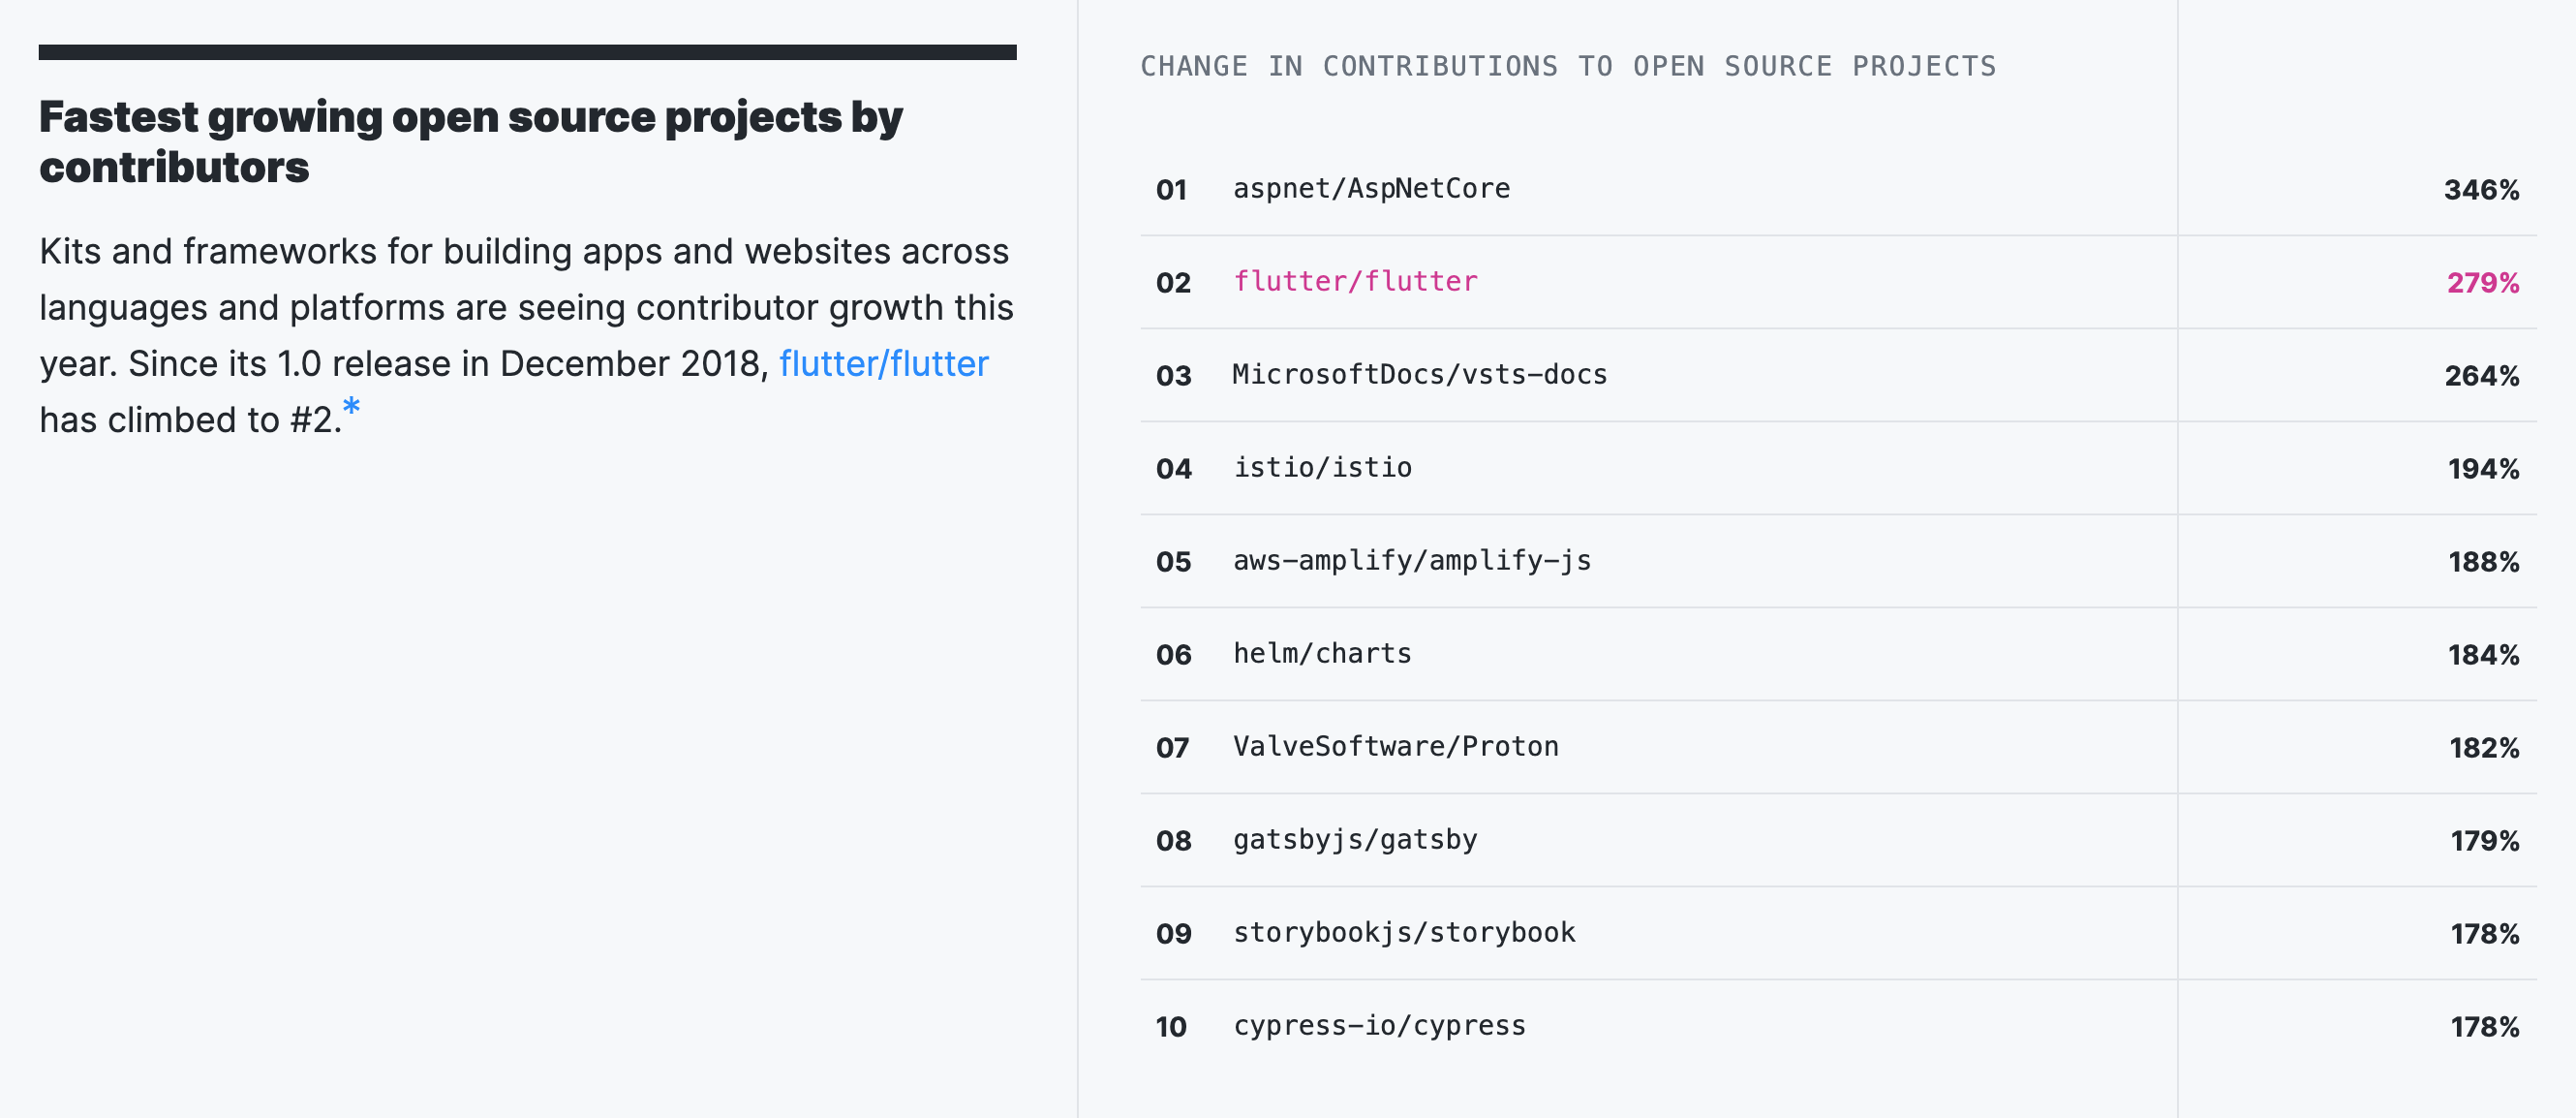 Fastest growing open source projects by
contributors
Kits and frameworks for building apps and websites across
languages and platforms are seeing contributor growth this
year. Since its 1.0 release in December 2018, flutter/flutter
has climbed to #2.*
CHANGE IN CONTRIBUTIONS TO OPEN SOURCE PROJECTS
01 aspnet/AspNetCore 346%
02 flutter/flutter 279%
03 MicrosoftDocs/vsts-docs 264%
04 istio/istio 194%
05 aws-amplify/amplify-js 188%
06 helm/charts 184%
07 ValveSoftware/Proton 182%
08 gatsbyjs/gatsby 179%
09 storybookjs/storybook 178%
10 cypress-io/cypress 178%